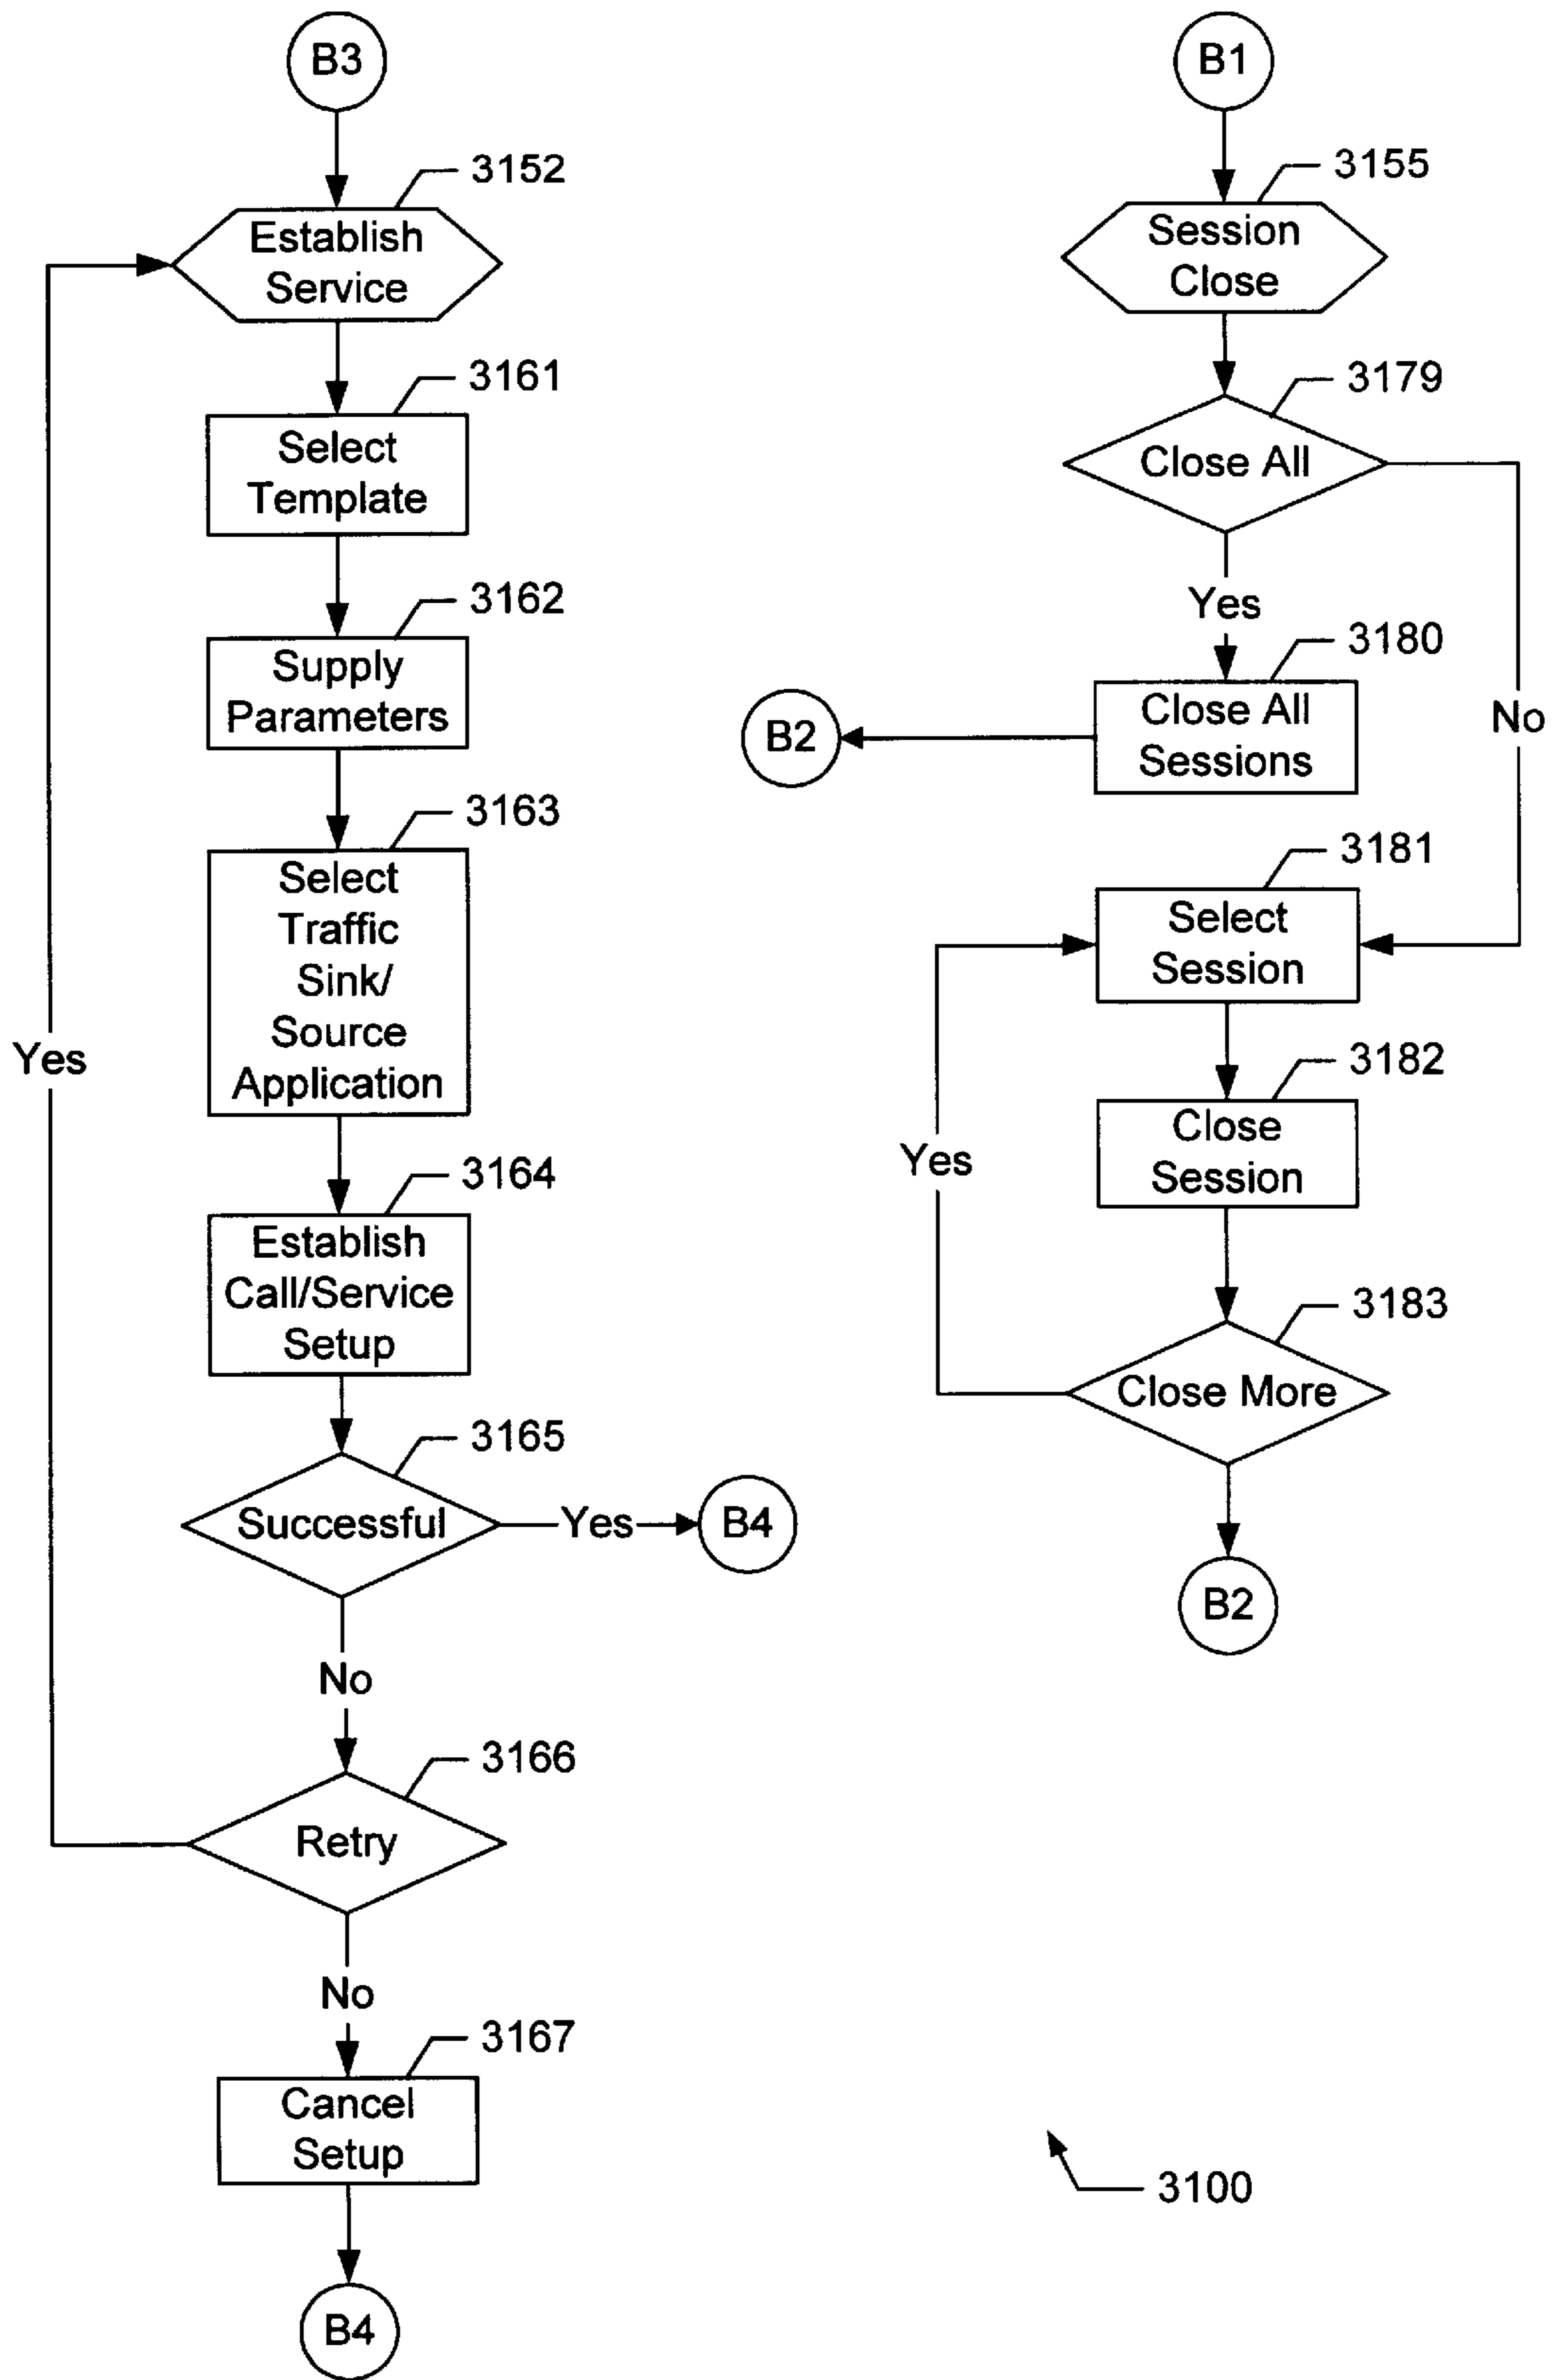 B3
3152
Establish
Service
3161
Select
Template
3162
Supply
Parameters
3163
Select
Traffic
Sink/
Source
Application
Yes
3164
Establish
Call/Service
Setup
3165
Successful
Yes
B4
No
3166
Retry
No
3167
Cancel
Setup
B4
B1
3155
Session
Close
3179
Close All
Yes
No
3180
Close All
Sessions
B2
3181
Select
Session
3182
Close
Session
Yes
3183
Close More
B2
3100